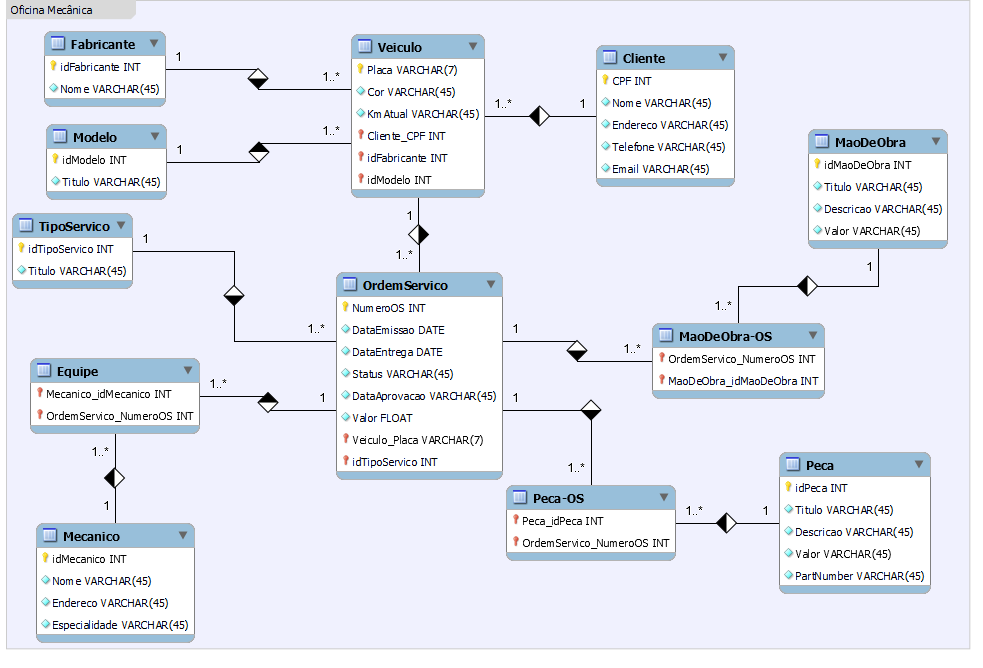 Oficina Mecânica
Fabricante
idFabricante INT
Nome VARCHAR(45)
1
1..*
Veiculo
Placa VARCHAR(7)
Cor VARCHAR(45)
KmAtual VARCHAR(45)
Cliente_CPF INT
idFabricante INT
idModelo INT
1..*
1
Cliente
CPF INT
Nome VARCHAR(45)
Endereco VARCHAR(45)
Telefone VARCHAR(45)
Email VARCHAR(45)
Modelo
idModelo INT
Titulo VARCHAR(45)
1
1..*
MaoDeObra
idMaoDeObra INT
Titulo VARCHAR(45)
Descricao VARCHAR(45)
Valor VARCHAR(45)
1
1..*
TipoServico
idTipoServico INT
Titulo VARCHAR(45)
1
1..*
1
1..*
OrdemServico
NumeroOS INT
DataEmissao DATE
DataEntrega DATE
Status VARCHAR(45)
DataAprovacao VARCHAR(45)
Valor FLOAT
Veiculo_Placa VARCHAR(7)
idTipoServico INT
1
1..*
MaoDeObra-OS
OrdemServico_NumeroOS INT
MaoDeObra_idMaoDeObra INT
Equipe
Mecanico_idMecanico INT
OrdemServico_NumeroOS INT
1..*
1
1
1..*
1..*
1
Mecanico
idMecanico INT
Nome VARCHAR(45)
Endereco VARCHAR(45)
Especialidade VARCHAR(45)
Peca-OS
Peca_idPeca INT
OrdemServico_NumeroOS INT
1..*
1
Peca
idPeca INT
Titulo VARCHAR(45)
Descricao VARCHAR(45)
Valor VARCHAR(45)
PartNumber VARCHAR(45)